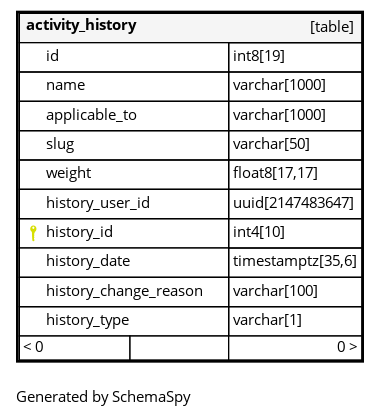 activity_history [table]
id int8[19]
name varchar[1000]
applicable_to varchar[1000]
slug varchar[50]
weight float8[17,17]
history_user_id uuid[2147483647]
history_id int4[10]
history_date timestamptz[35,6]
history_change_reason varchar[100]
history_type varchar[1]
< 0 0 >
Generated by SchemaSpy